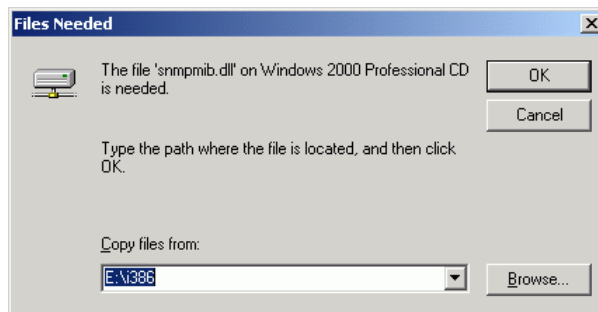 Files Needed
The file 'snmpmib.dll' on Windows 2000 Professional CD
is needed.
OK
Cancel
Type the path where the file is located, and then click
OK.
Copy files from:
E:\i386
Browse...